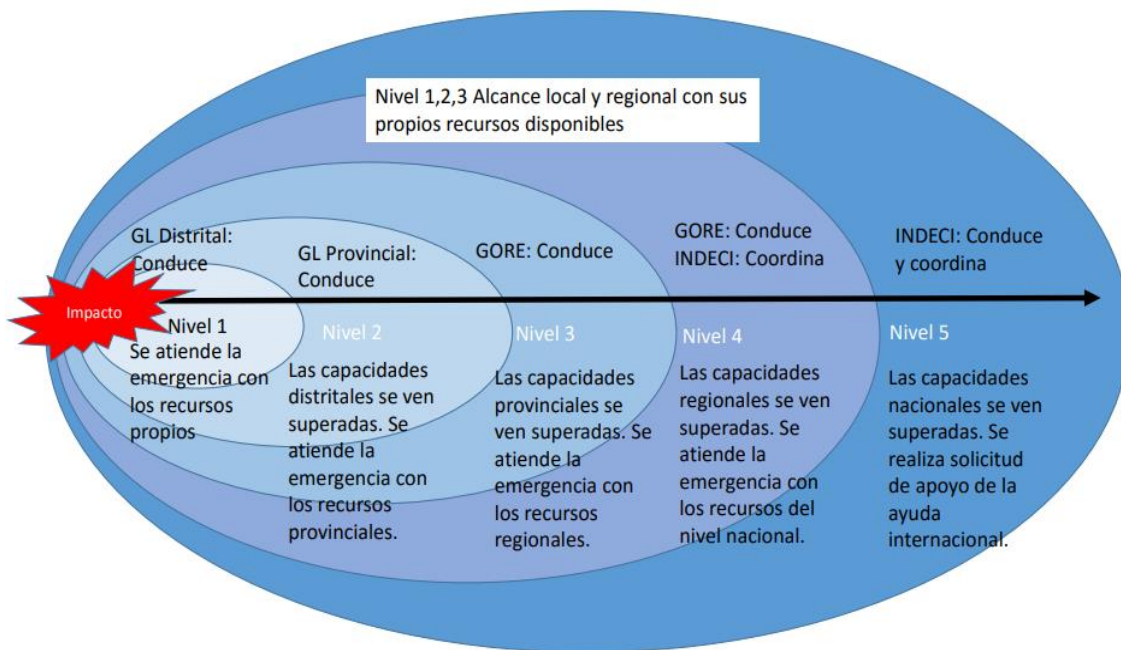 Nivel 1,2,3 Alcance local y regional con sus
propios recursos disponibles
GL Distrital:
Conduce
GL Provincial:
Conduce
GORE: Conduce
GORE: Conduce
INDECI: Coordina
INDECI: Conduce
y coordina
Impacto
Nivel 1
Se atiende la
emergencia con
los recursos
propios
Nivel 2
Las capacidades
distritales se ven
superadas. Se
atiende la
emergencia con
los recursos
provinciales.
Nivel 3
Las capacidades
provinciales se
ven superadas. Se
atiende la
emergencia con
los recursos
regionales.
Nivel 4
Las capacidades
regionales se ven
superadas. Se
atiende la
emergencia con
los recursos del
nivel nacional.
Nivel 5
Las capacidades
nacionales se ven
superadas. Se
realiza solicitud
de apoyo de la
ayuda
internacional.